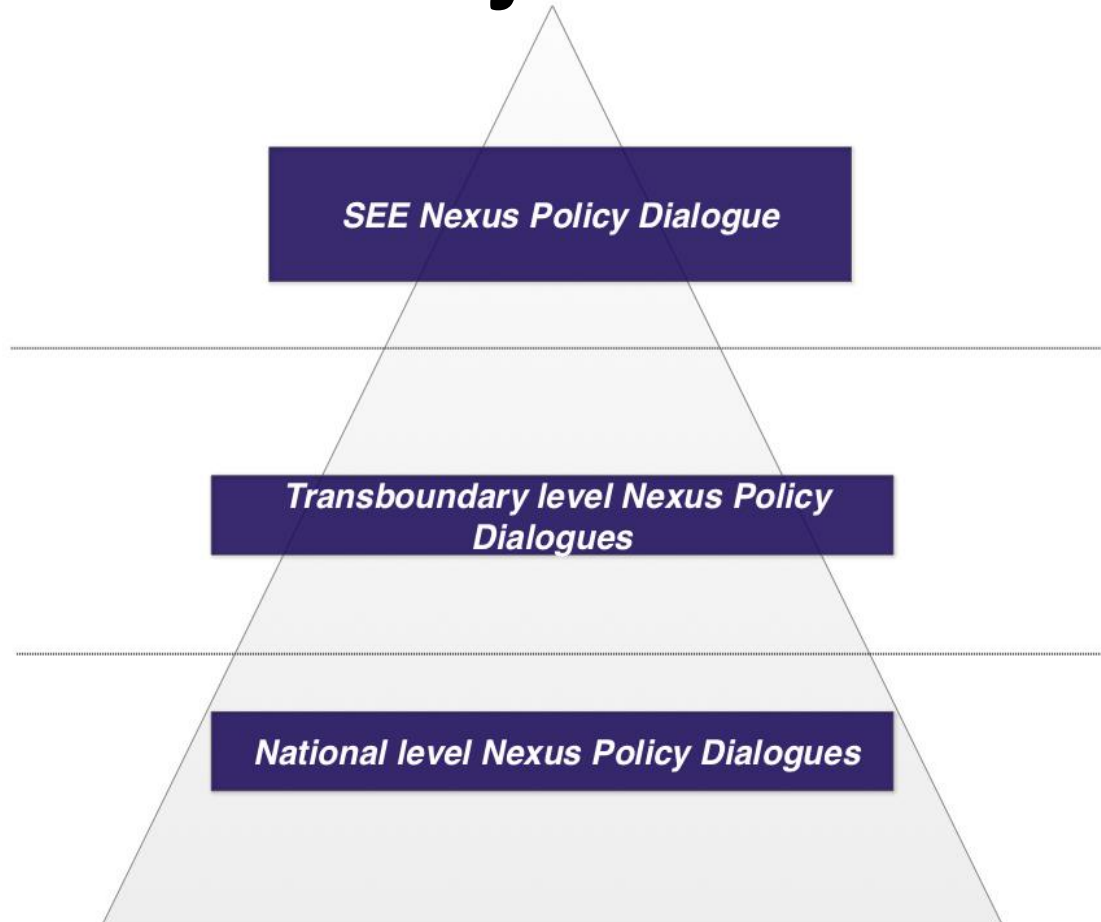 SEE Nexus Policy Dialogue
Transboundary level Nexus Policy
Dialogues
National level Nexus Policy Dialogues